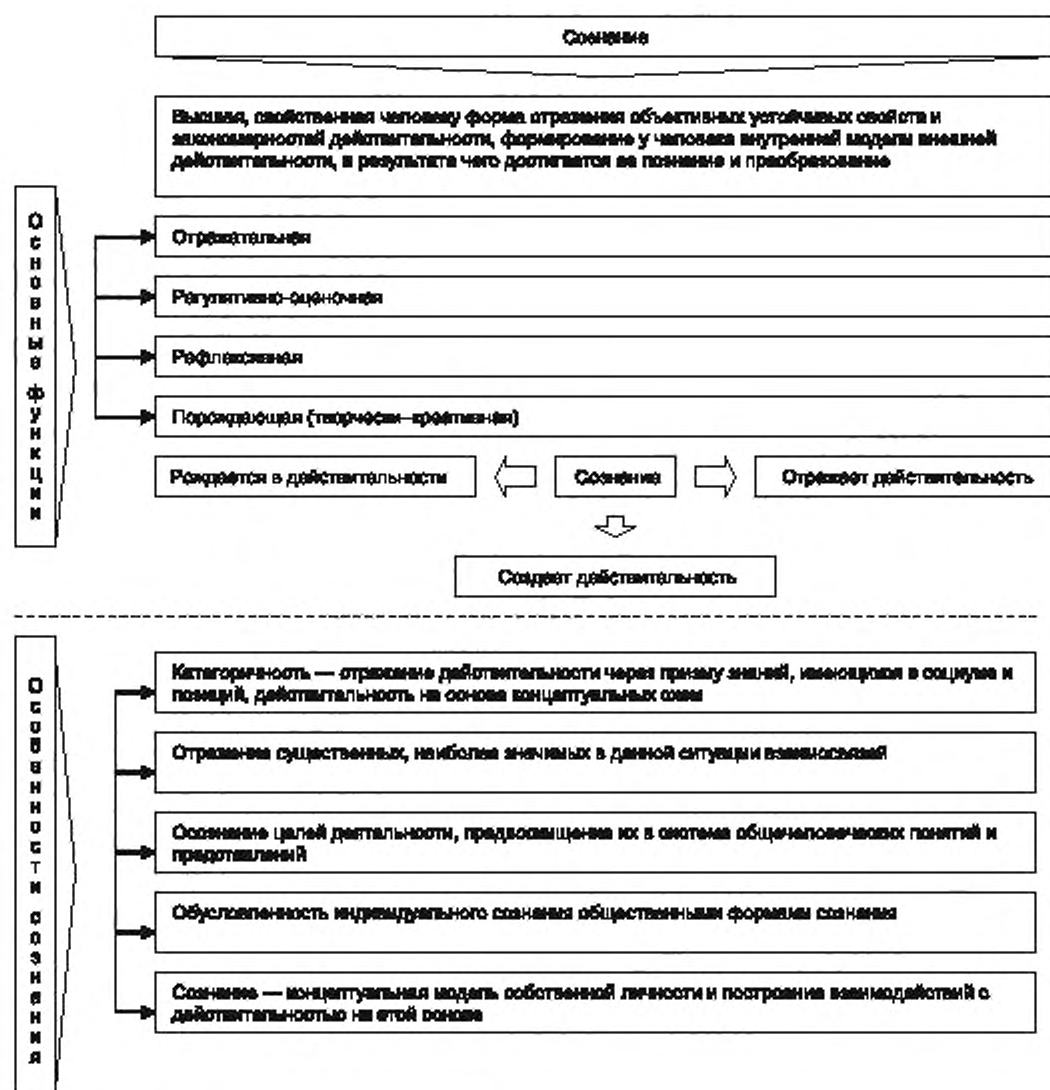 Сознание
Высшая, свойственная человеку форма отражения объективных устойчивых свойств и
закономерностей действительности, формирование у человека внутренней модели внешней
действительности, в результате чего достигается ее познание и преобразование
Основные функции
Отражательная
Регулятивно-оценочная
Рефлексивная
Порождающая (творчески–креативная)
Рождается в действительности
Сознание
Отражает действительность
Создает действительность
Особенности сознания
Категоричность — отражение действительности через призму знаний, имеющихся в социуме и
позиций, действительность на основе концептуальных схем
Отражение существенных, наиболее значимых в данной ситуации взаимосвязей
Осознание целей деятельности, предвосхищение их в система общечеловеческих понятий и
представлений
Обусловленность индивидуального сознания общественными формами сознания
Сознание — концептуальная модель собственной личности и построение взаимодействий с
действительностью на этой основе